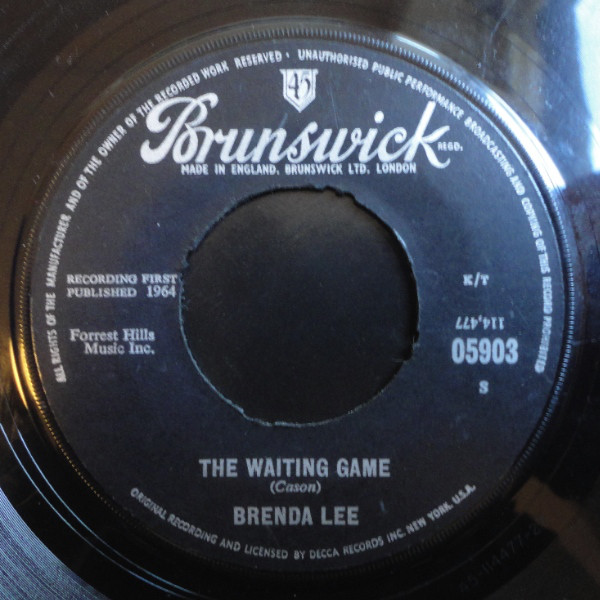 ALL RIGHTS OF THE MANUFACTURER AND OF THE OWNER OF THE RECORDED WORK RESERVED · UNAUTHORISED PUBLIC PERFORMANCE BROADCASTING AND COPYING OF THIS RECORD PROHIBITED
45
Brunswick REGD.
MADE IN ENGLAND. BRUNSWICK LTD. LONDON
RECORDING FIRST
PUBLISHED 1964
K/T
Forrest Hills
Music Inc.
114,477
05903
S
THE WAITING GAME
(Cason)
BRENDA LEE
ORIGINAL RECORDING AND LICENSED BY DECCA RECORDS INC. NEW YORK. U.S.A.